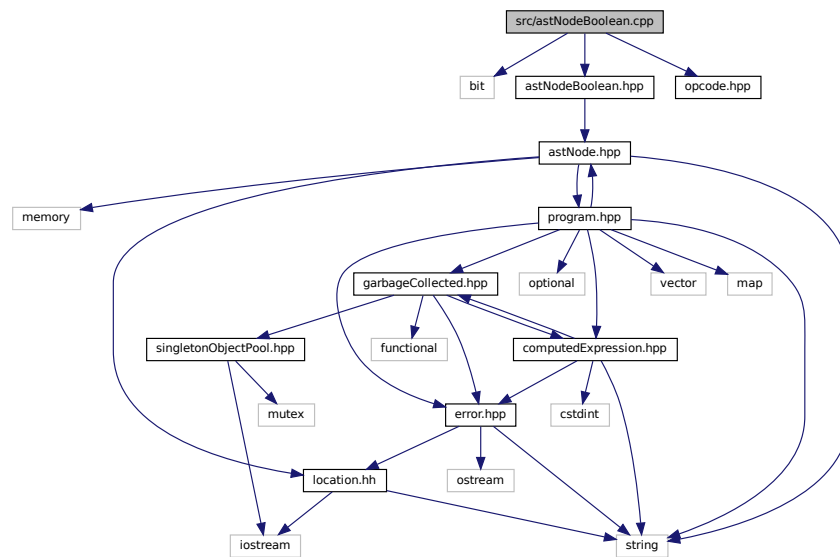 src/astNodeBoolean.cpp
bit
astNodeBoolean.hpp
opcode.hpp
astNode.hpp
memory
program.hpp
garbageCollected.hpp
optional
vector
map
singletonObjectPool.hpp
functional
computedExpression.hpp
mutex
error.hpp
cstdint
location.hh
ostream
iostream
string